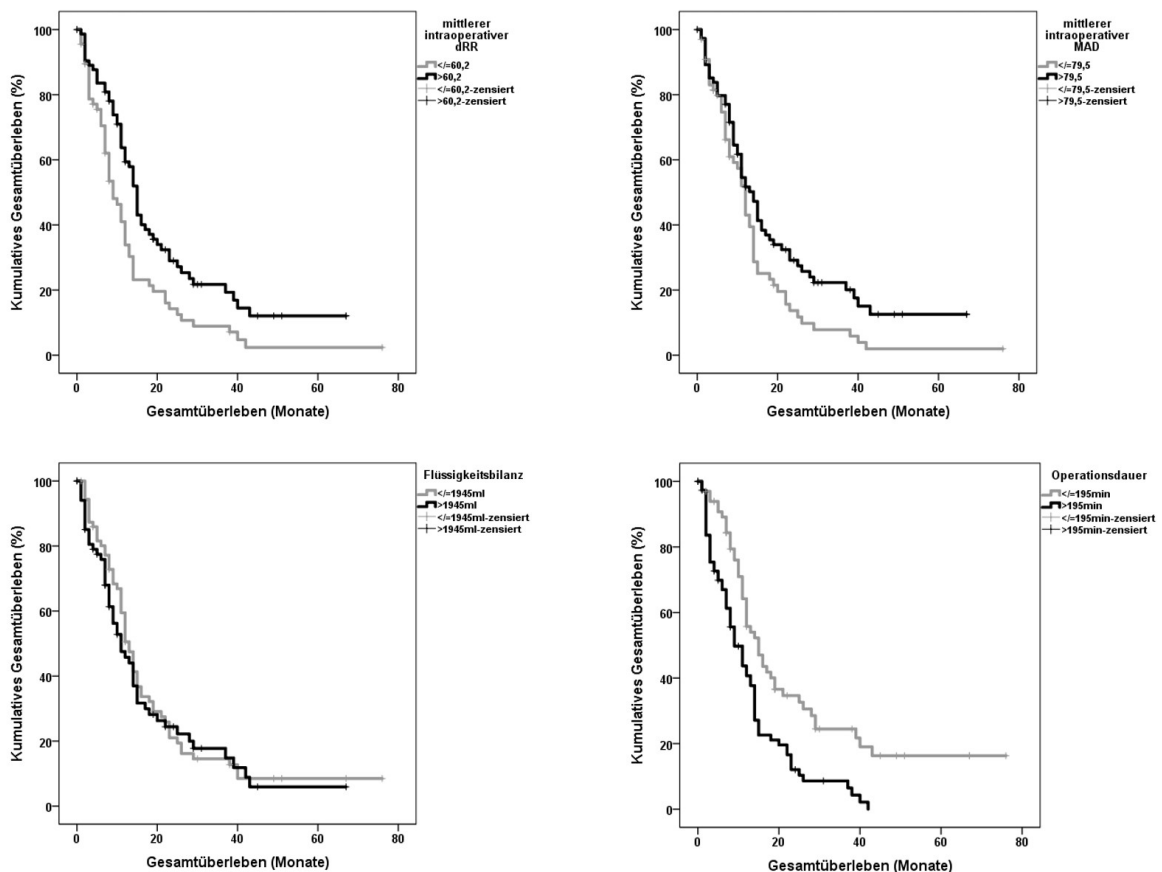 mittlerer
intraoperativer
dRR
</=60,2
>60,2
</=60,2-zensiert
>60,2-zensiert
Kumulatives Gesamtüberleben (%)
100
80
60
40
20
0
0 20 40 60 80
Gesamtüberleben (Monate)
mittlerer
intraoperativer
MAD
</=79,5
>79,5
</=79,5-zensiert
>79,5-zensiert
Kumulatives Gesamtüberleben (%)
100
80
60
40
20
0
0 20 40 60 80
Gesamtüberleben (Monate)
Flüssigkeitsbilanz
</=1945ml
>1945ml
</=1945ml-zensiert
>1945ml-zensiert
Kumulatives Gesamtüberleben (%)
100
80
60
40
20
0
0 20 40 60 80
Gesamtüberleben (Monate)
Operationsdauer
</=195min
>195min
</=195min-zensiert
>195min-zensiert
Kumulatives Gesamtüberleben (%)
100
80
60
40
20
0
0 20 40 60 80
Gesamtüberleben (Monate)